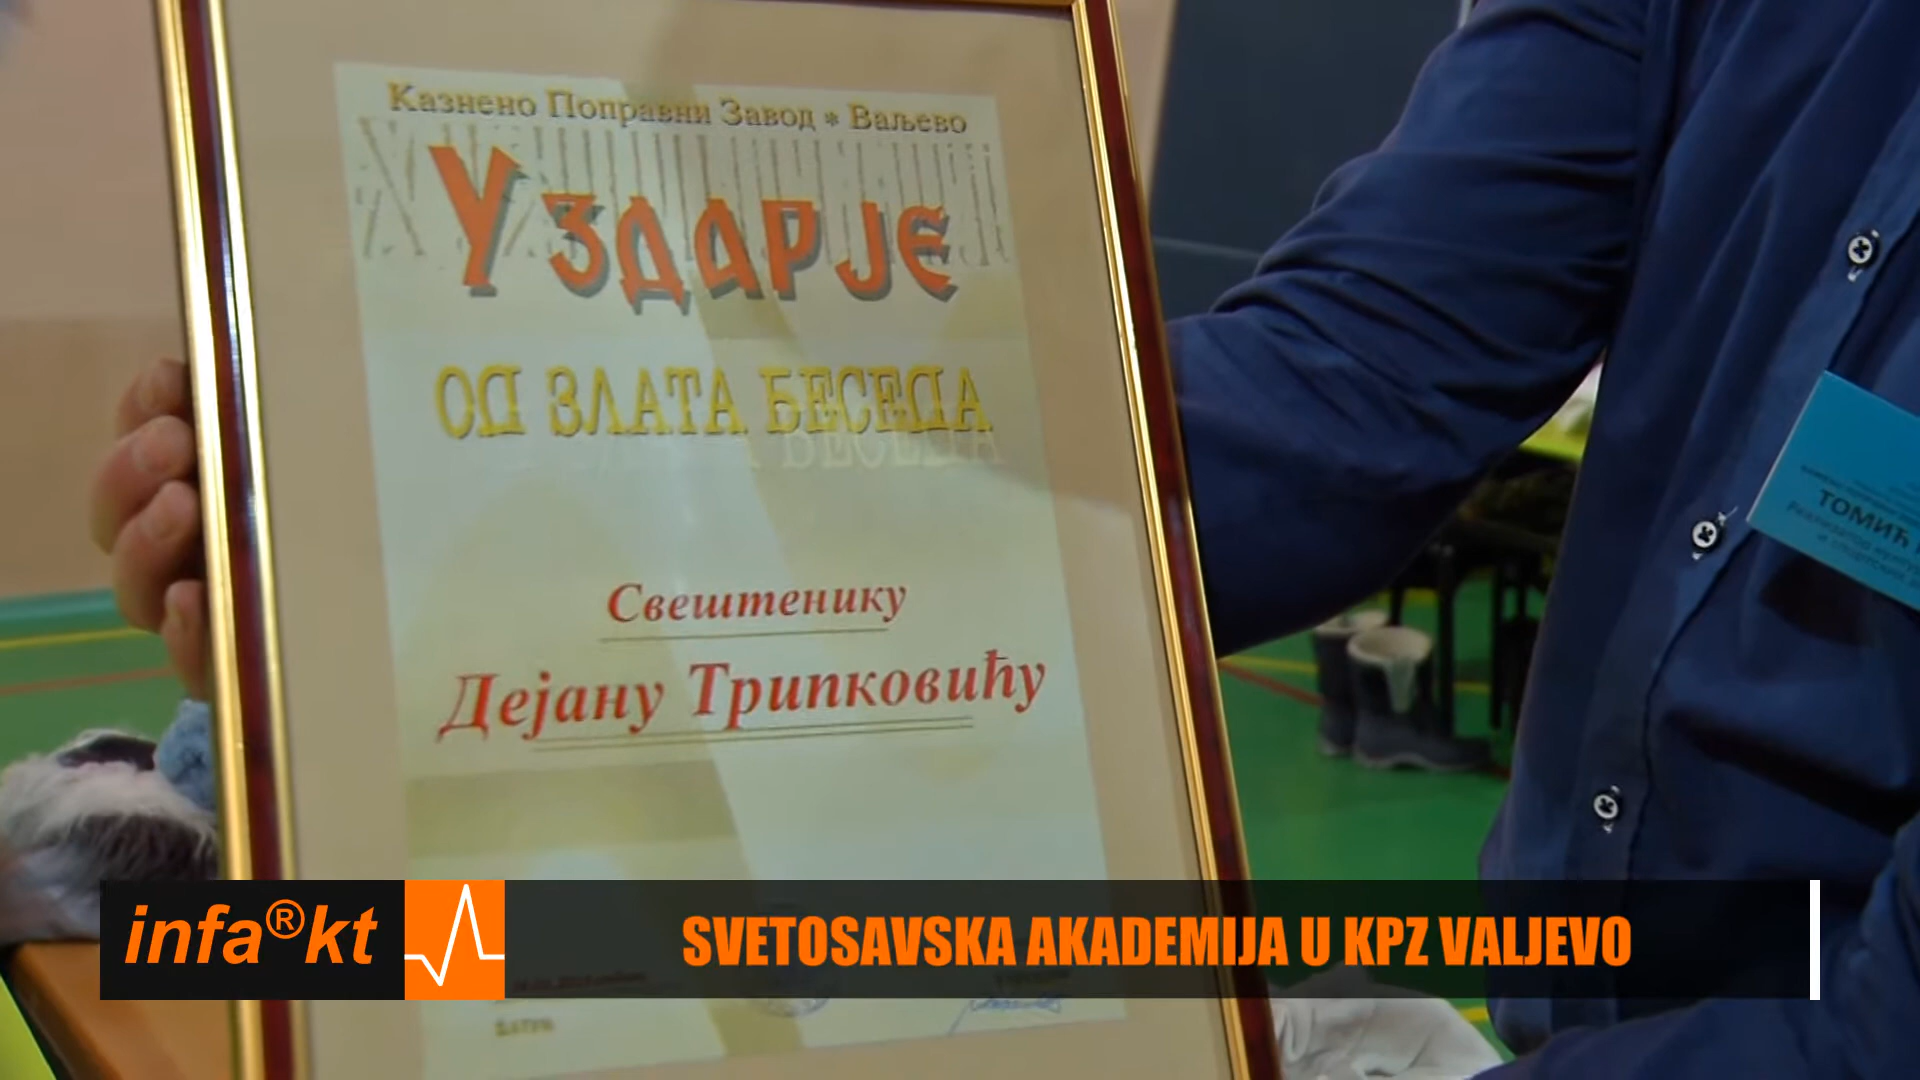 Казнено Поправни Завод * Ваљево
Уздарје
ОД ЗЛАТА БЕСЕДА
Свештенику
Дејану Трипковићу
ТОМИЋ
infa®kt
SVETOSAVSKA AKADEMIJA U KPZ VALJEVO